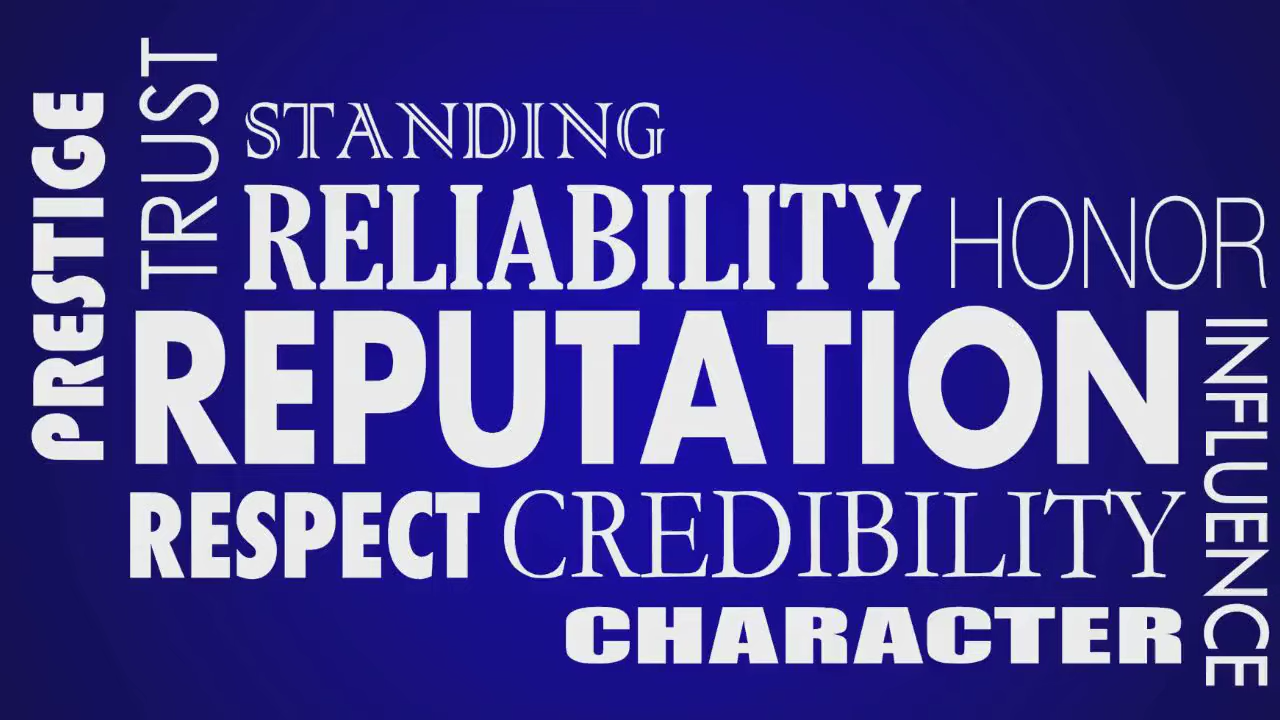 PRESTIGE
TRUST
STANDING
RELIABILITY HONOR
REPUTATION
INFLUENCE
RESPECT CREDIBILITY
CHARACTER